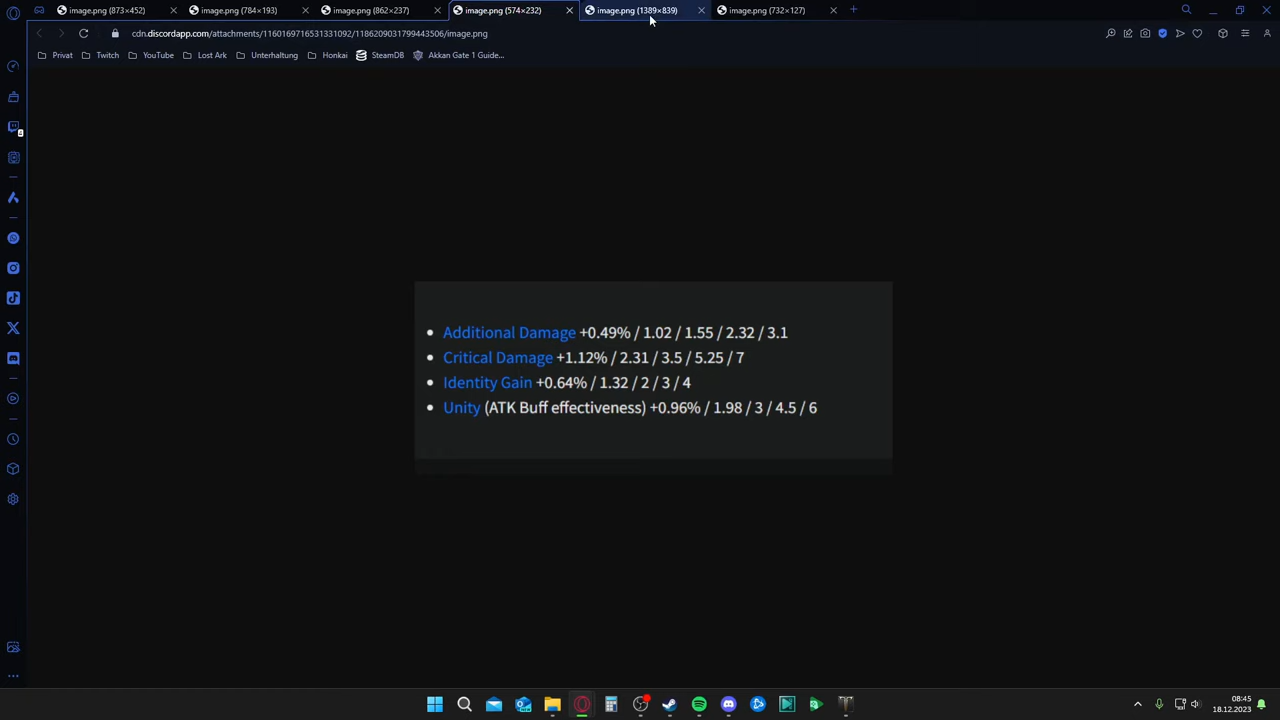 image.png (873×452)
image.png (784×193)
image.png (862×237)
image.png (574×232)
image.png (1389×839)
image.png (732×127)
cdn.discordapp.com/attachments/1160169716531331092/1186209031799443506/image.png
Privat
Twitch
YouTube
Lost Ark
Unterhaltung
Honkai
SteamDB
Akkan Gate 1 Guide...
2
Additional Damage +0.49% / 1.02 / 1.55 / 2.32 / 3.1
Critical Damage +1.12% / 2.31 / 3.5 / 5.25 / 7
Identity Gain +0.64% / 1.32 / 2 / 3 / 4
Unity (ATK Buff effectiveness) +0.96% / 1.98 / 3 / 4.5 / 6
08:45
18.12.2023